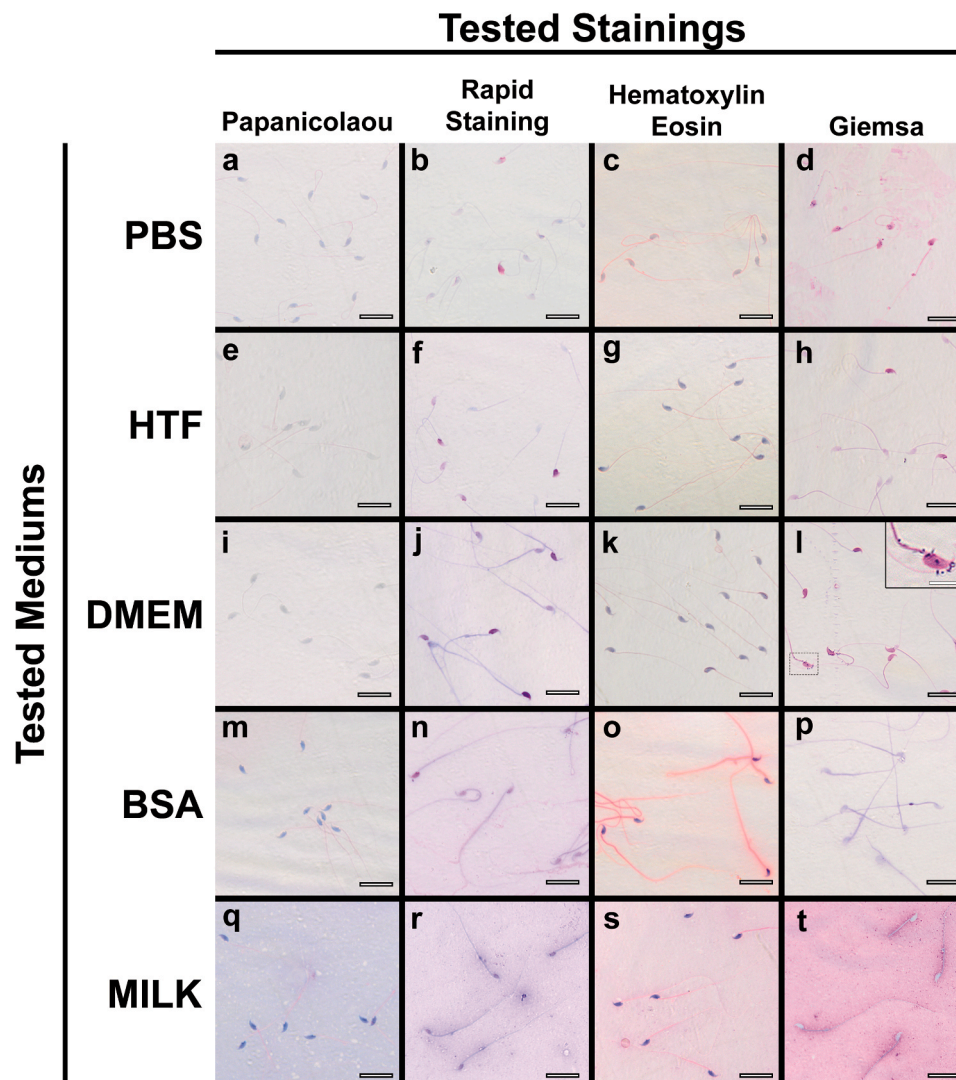 Tested Stainings
Papanicolaou
Rapid
Staining
Hematoxylin
Eosin
Giemsa
Tested Mediums
PBS
a
b
c
d
HTF
e
f
g
h
DMEM
i
j
k
l
BSA
m
n
o
p
MILK
q
r
s
t